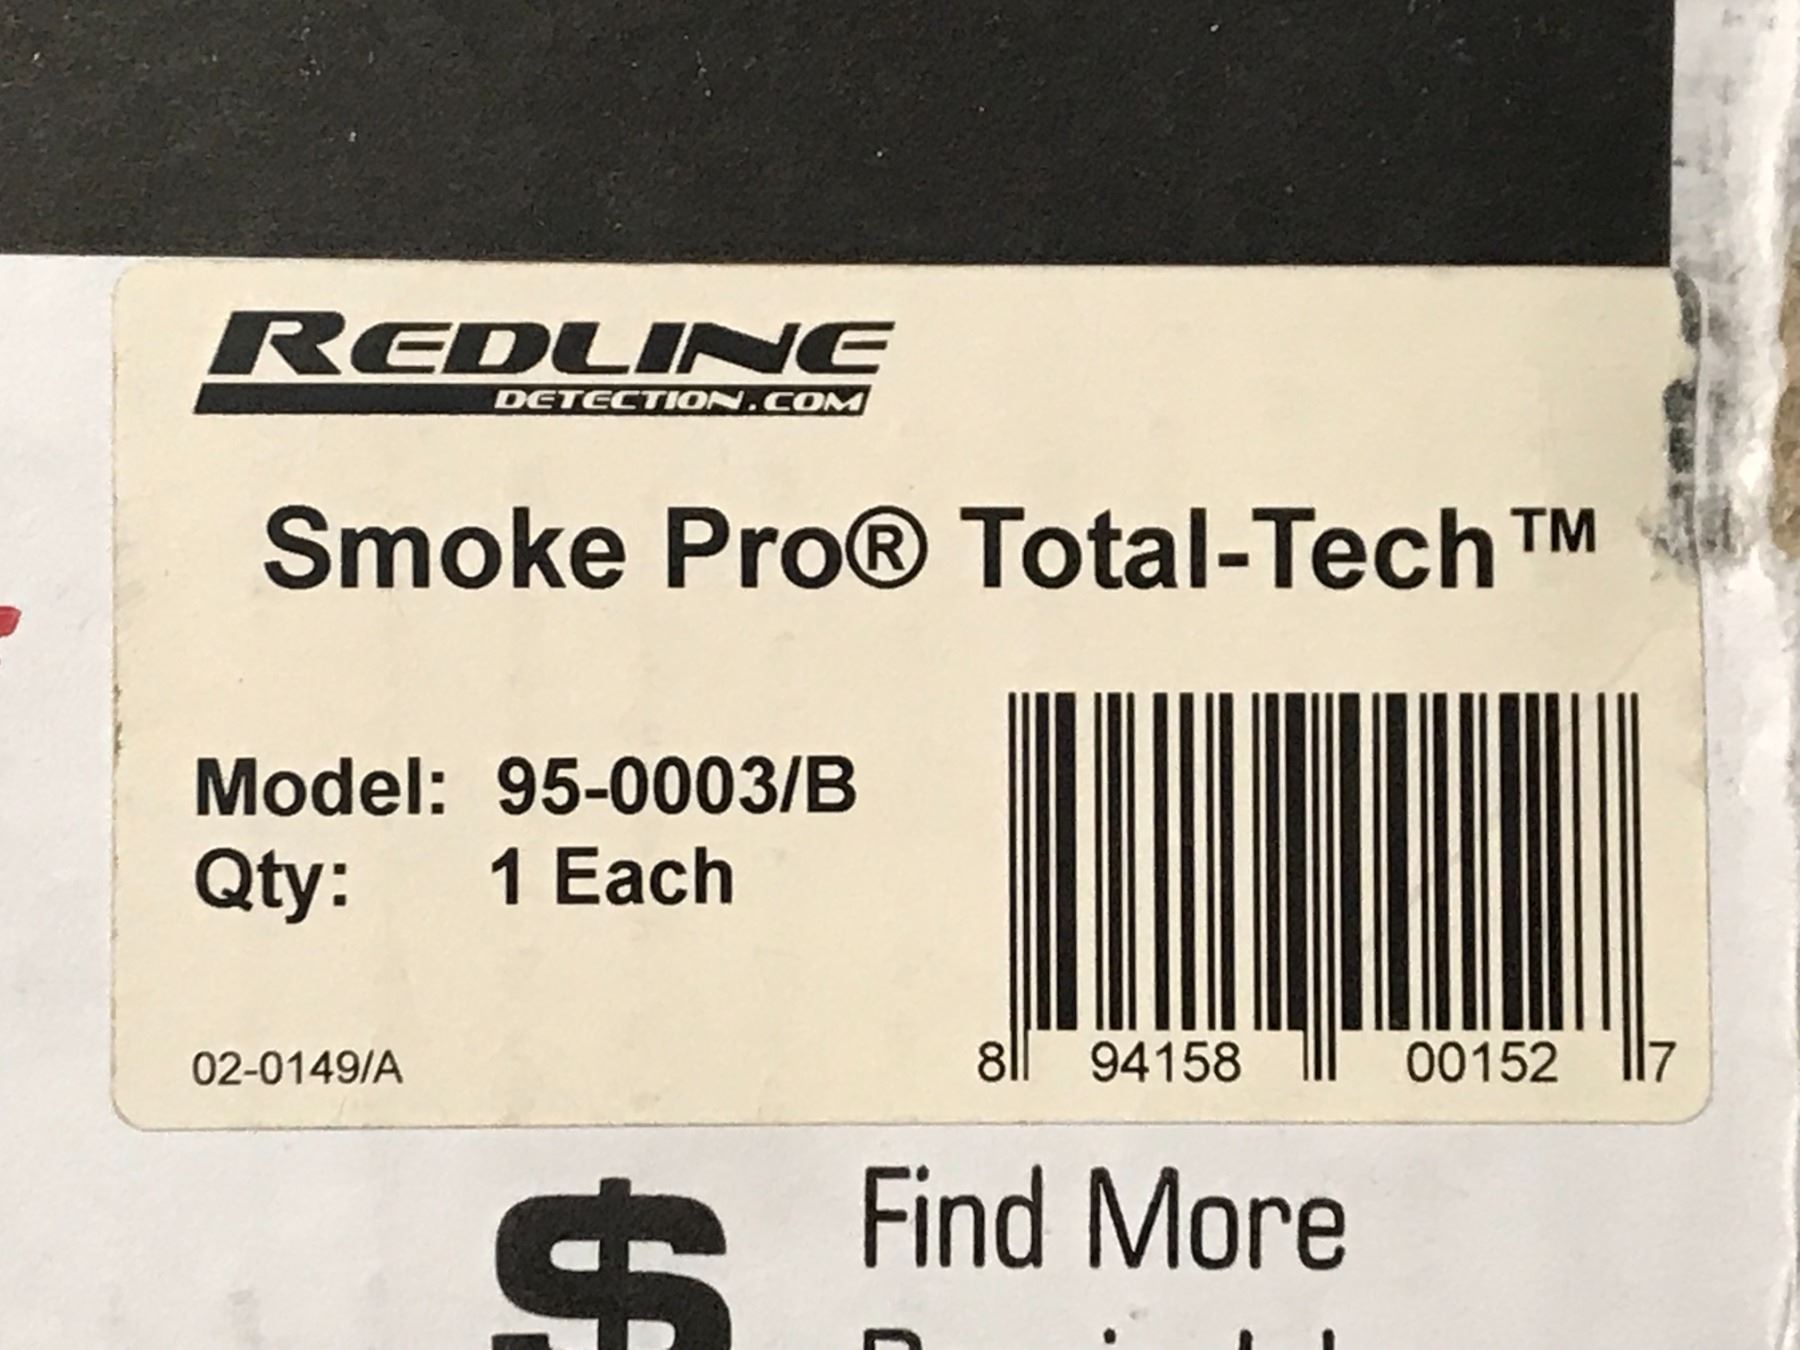 REDLINE
DETECTION.COM
Smoke Pro® Total-Tech™
Model: 95-0003/B
Qty: 1 Each
02-0149/A
8 94158 00152 7
$
Find More